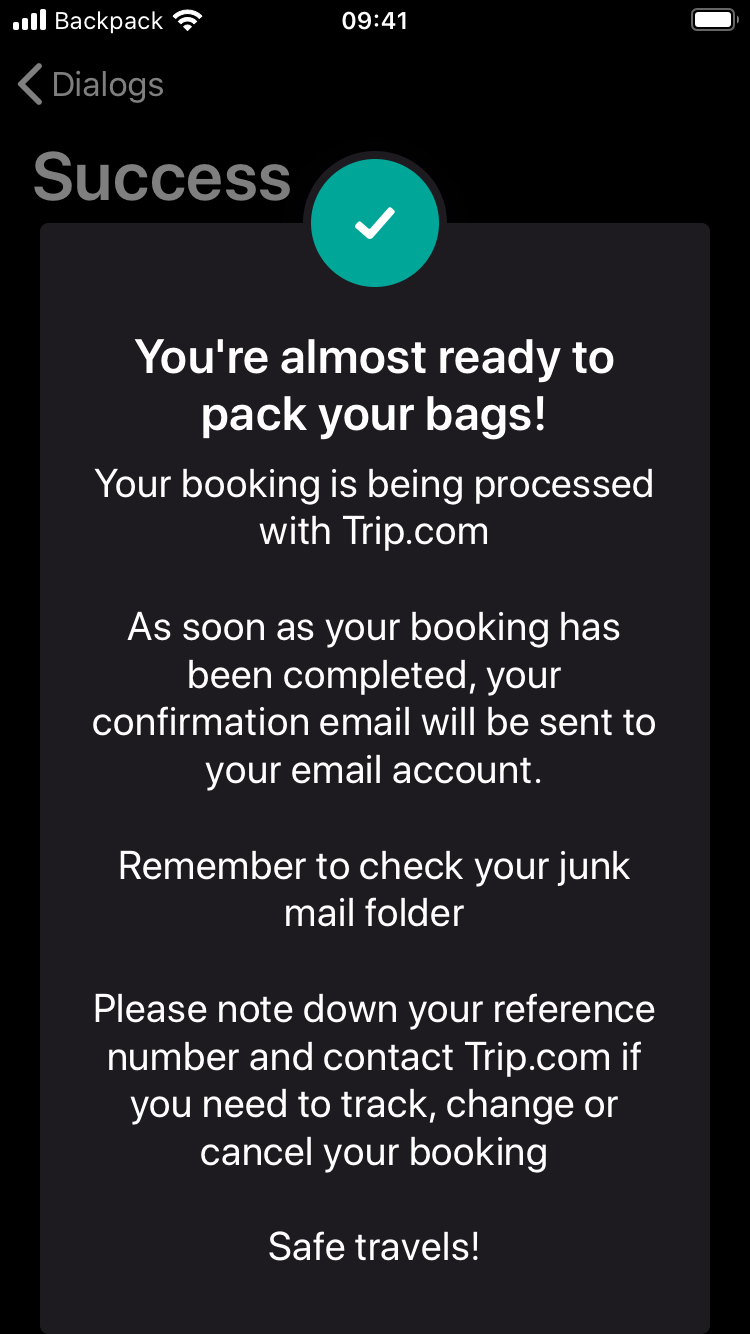 Backpack 09:41
Dialogs
Success
You're almost ready to
pack your bags!
Your booking is being processed
with Trip.com
As soon as your booking has
been completed, your
confirmation email will be sent to
your email account.
Remember to check your junk
mail folder
Please note down your reference
number and contact Trip.com if
you need to track, change or
cancel your booking
Safe travels!